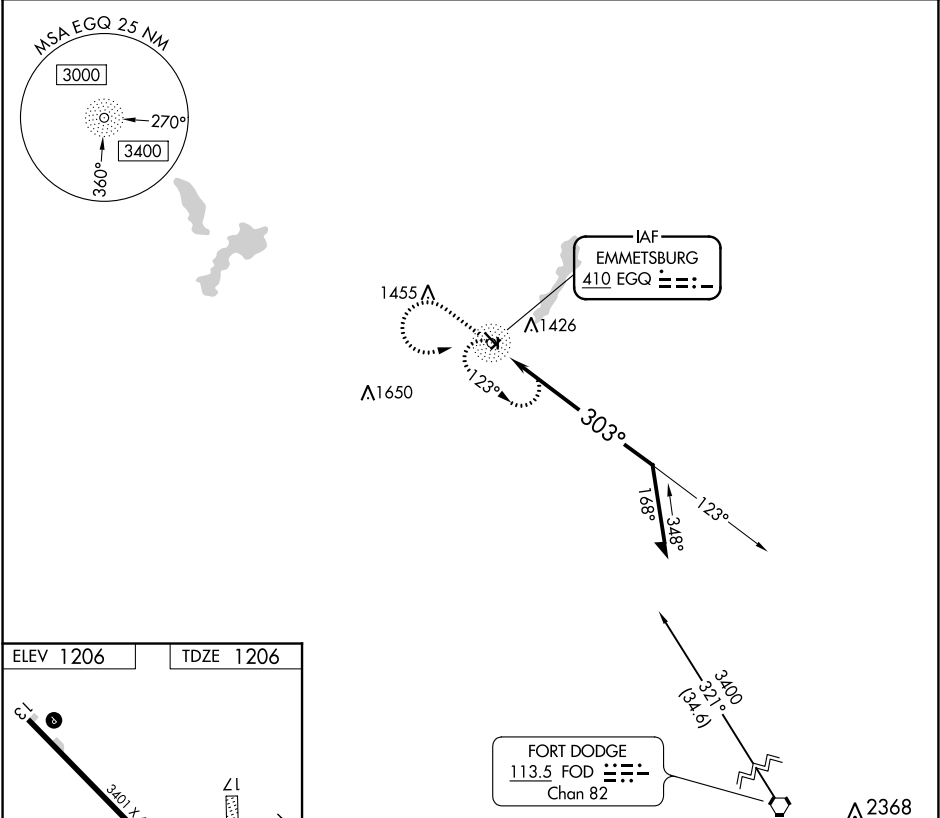 MSA EGQ 25 NM
3000
270°
3400
360°
IAF
EMMETSBURG
410 EGQ
1455
1426
1650
123°
303°
168°
348°
123°
ELEV 1206
TDZE 1206
13
P
3401 X
17
3400
321°
(34.6)
FORT DODGE
113.5 FOD
Chan 82
2368